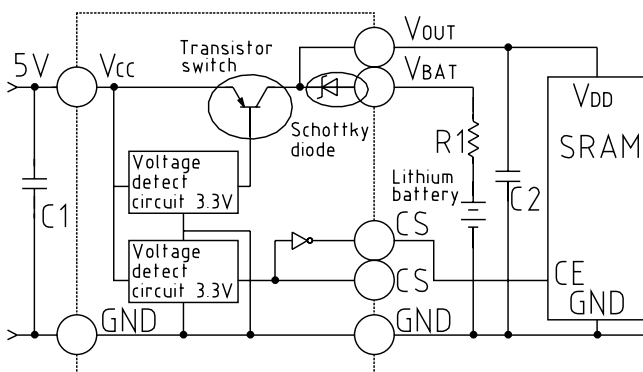 Transistor
switch
VOUT
5V
VCC
VBAT
Schottky
diode
VDD
SRAM
R1
Voltage
detect
circuit 3.3V
Lithium
battery
C1
C2
CS
Voltage
detect
circuit 3.3V
CS
CE
GND
GND
GND